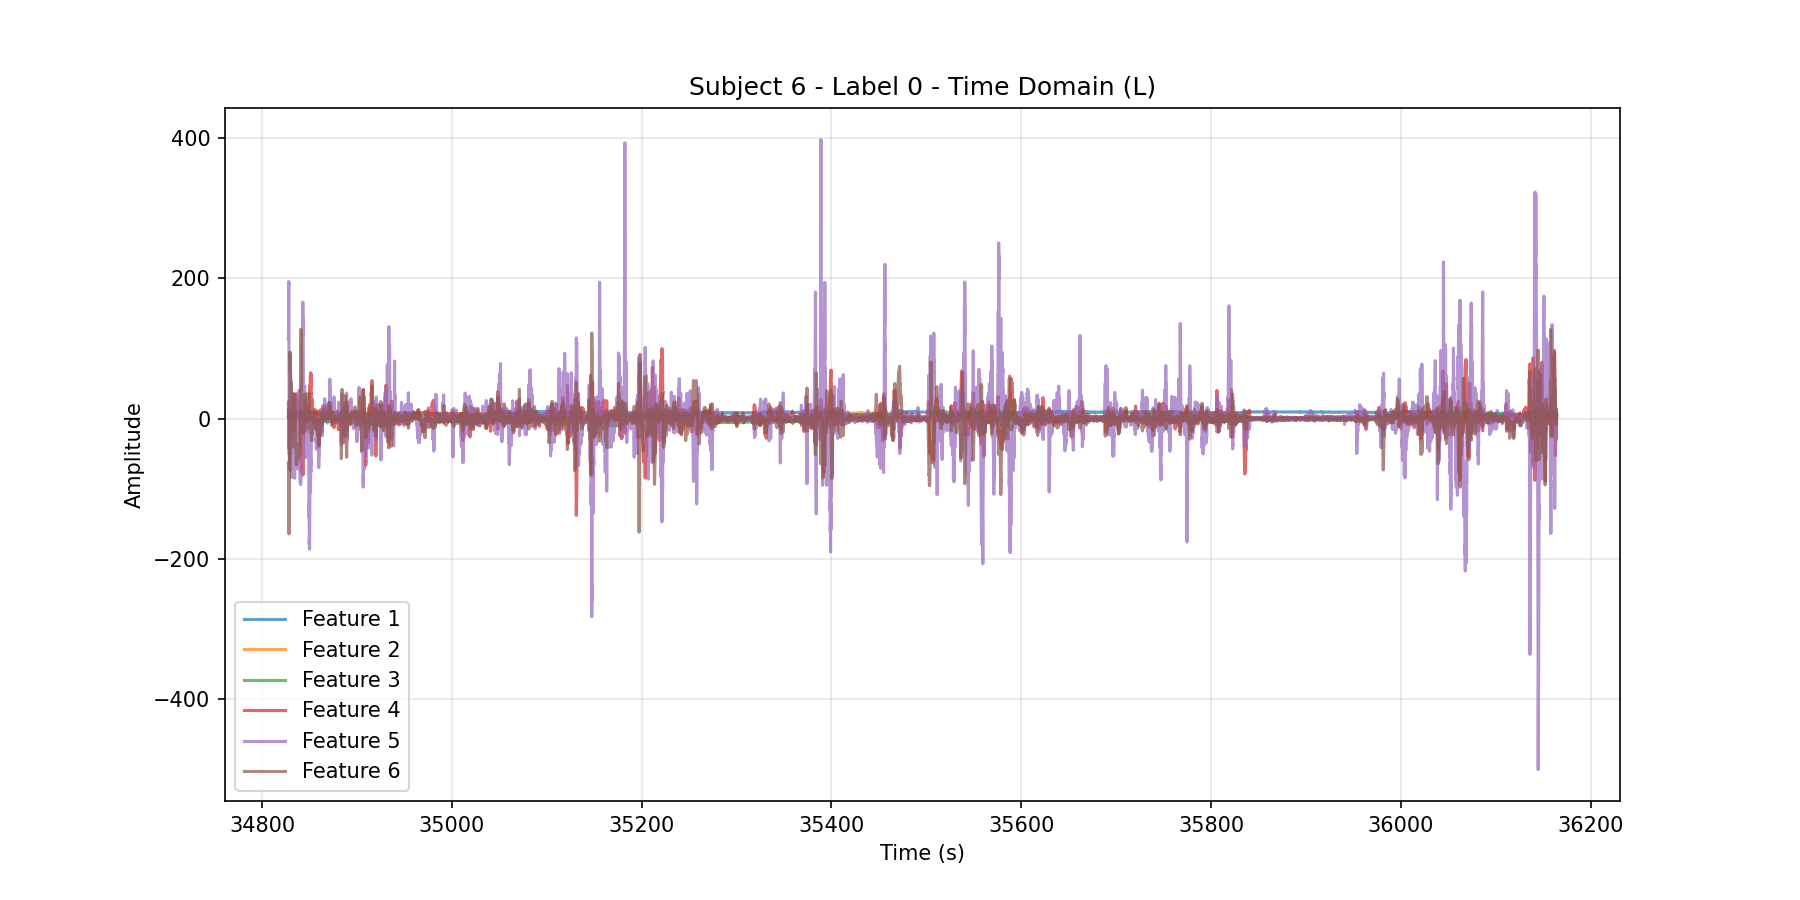 Subject 6 - Label 0 - Time Domain (L)
Amplitude
400
200
0
−200
−400
Feature 1
Feature 2
Feature 3
Feature 4
Feature 5
Feature 6
34800 35000 35200 35400 35600 35800 36000 36200
Time (s)